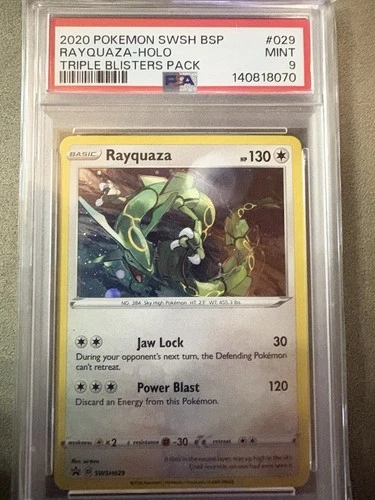 2020 POKEMON SWSH BSP #029
RAYQUAZA-HOLO MINT
TRIPLE BLISTERS PACK PSA 9
140818070
BASIC Rayquaza HP 130
NO. 384 Sky High Pokémon HT: 23' WT: 455.3 lbs.
Jaw Lock 30
During your opponent's next turn, the Defending Pokémon
can't retreat.
Power Blast 120
Discard an Energy from this Pokémon.
weakness ×2 resistance -30 retreat
SWSH029